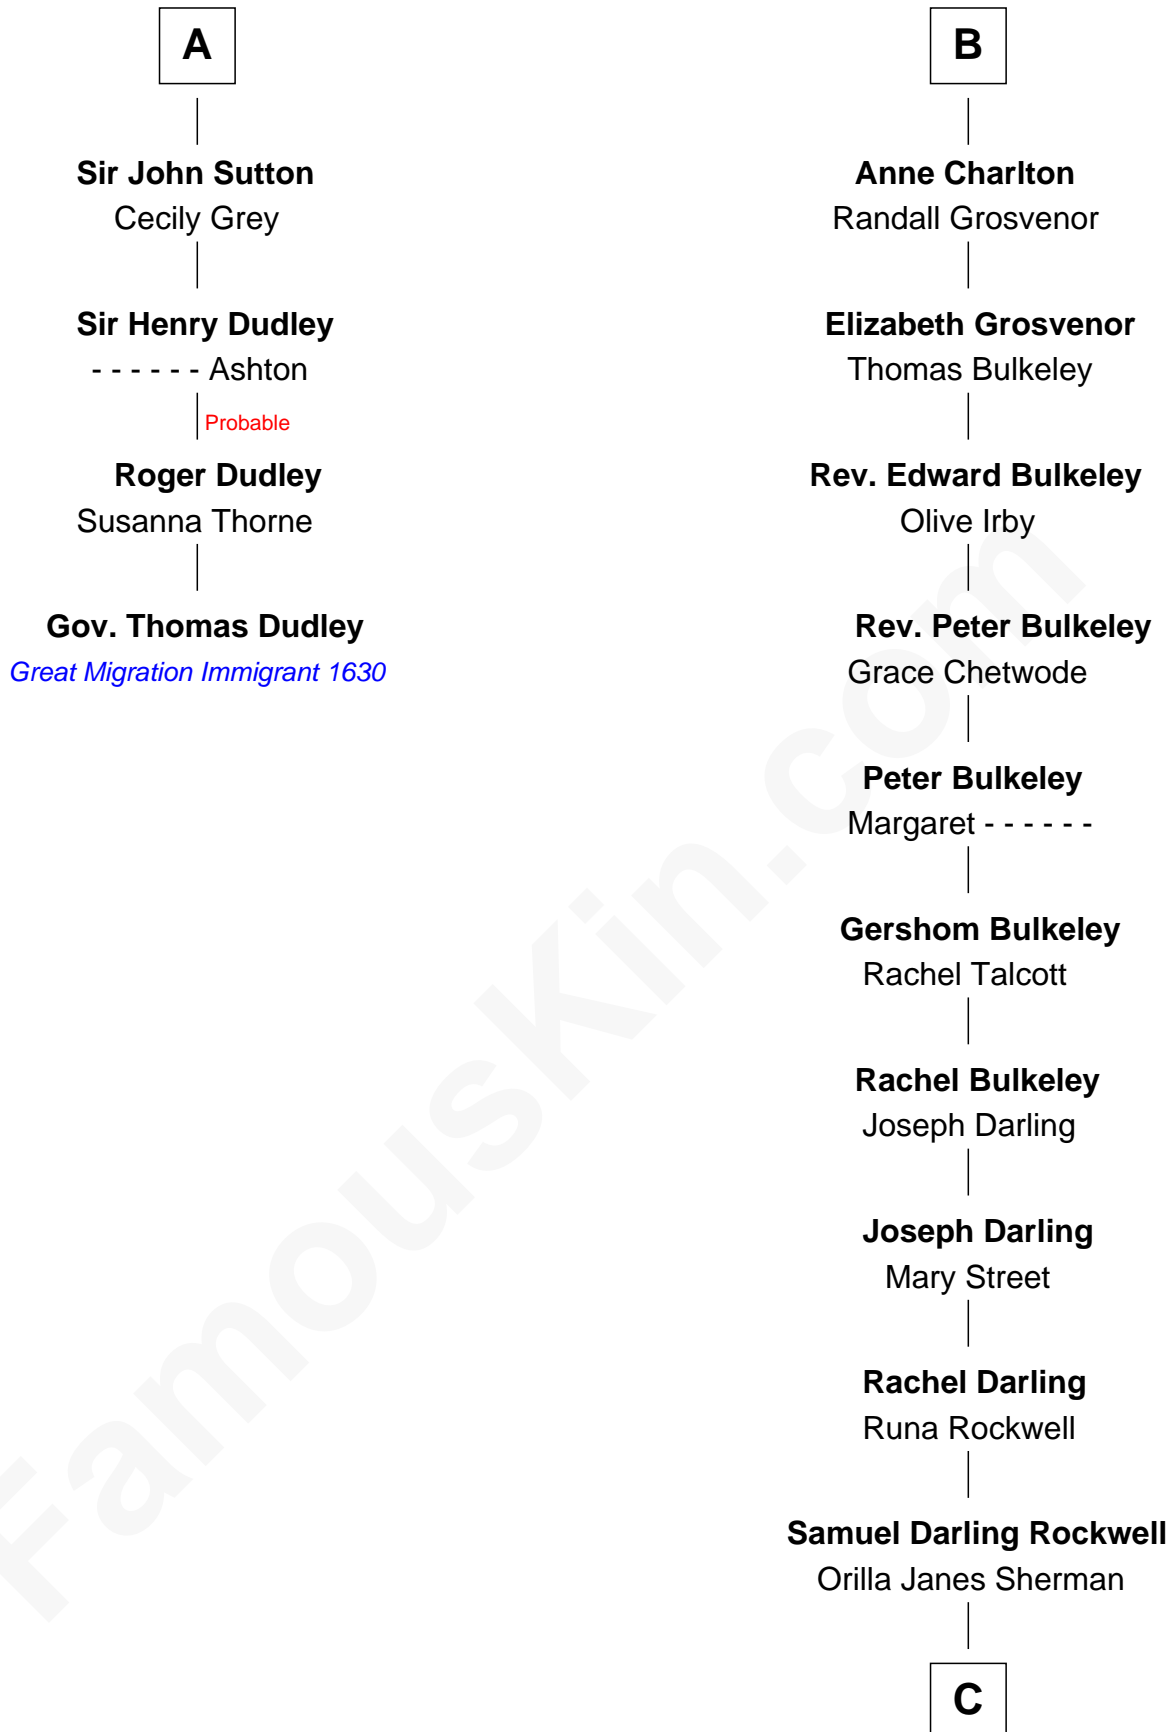 A
Sir John Sutton
Cecily Grey
Sir Henry Dudley
- - - - - - Ashton
Probable
Roger Dudley
Susanna Thorne
Gov. Thomas Dudley
Great Migration Immigrant 1630
B
Anne Charlton
Randall Grosvenor
Elizabeth Grosvenor
Thomas Bulkeley
Rev. Edward Bulkeley
Olive Irby
Rev. Peter Bulkeley
Grace Chetwode
Peter Bulkeley
Margaret - - - - - -
Gershom Bulkeley
Rachel Talcott
Rachel Bulkeley
Joseph Darling
Joseph Darling
Mary Street
Rachel Darling
Runa Rockwell
Samuel Darling Rockwell
Orilla Janes Sherman
C
FamousKin.com